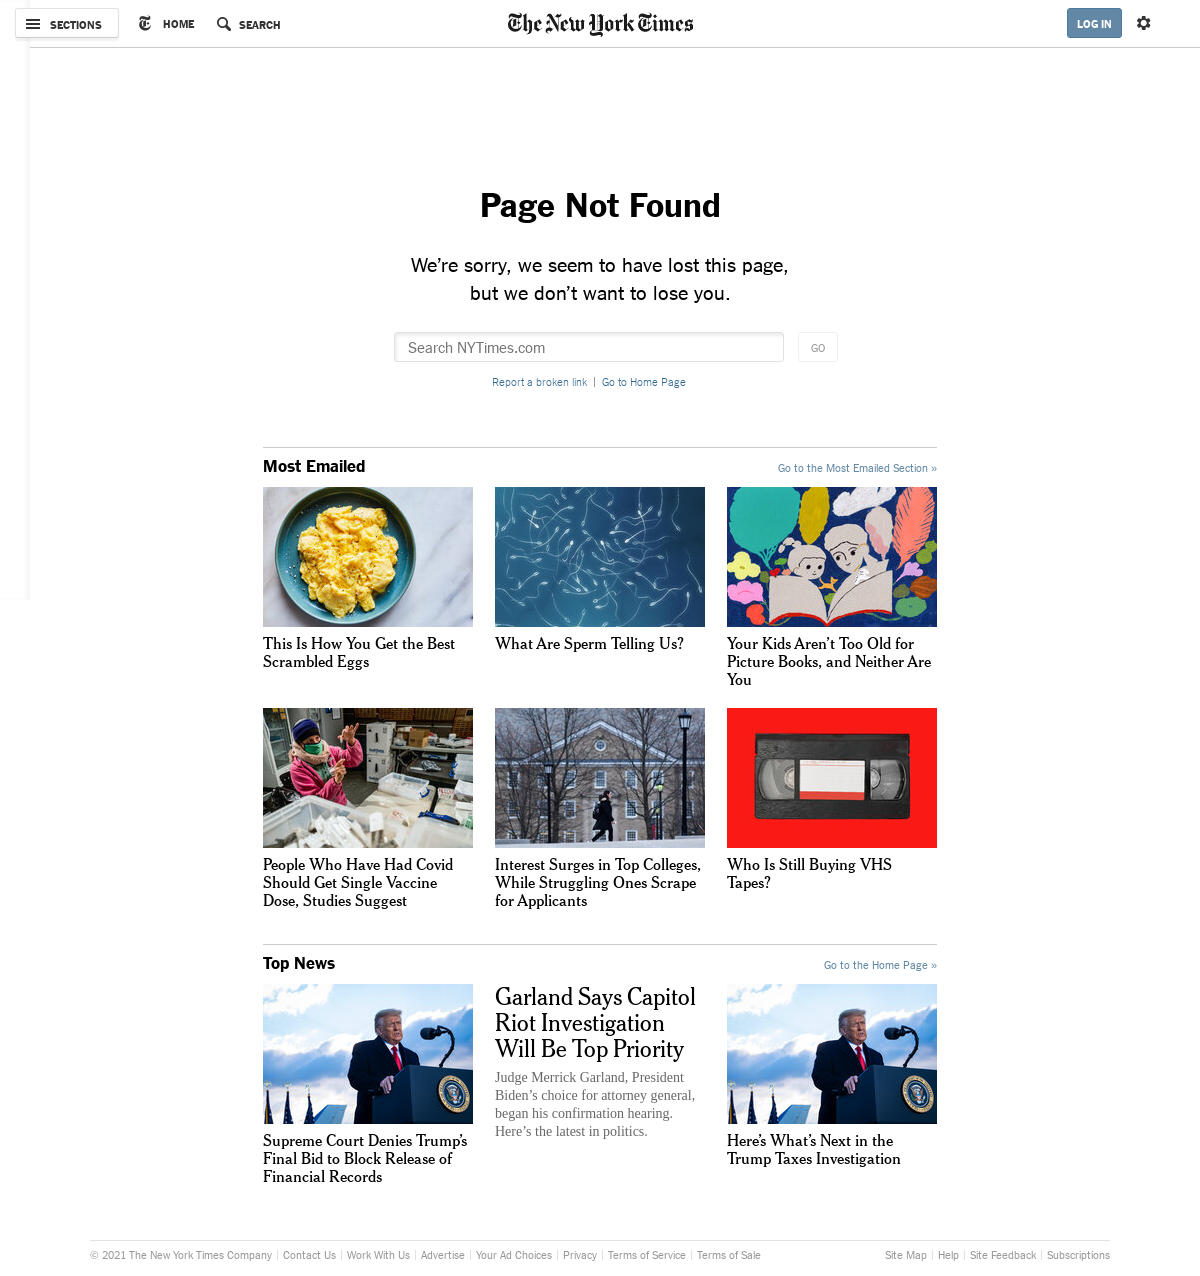 SECTIONS
HOME
SEARCH
The New York Times
LOG IN
Page Not Found
We’re sorry, we seem to have lost this page,
but we don’t want to lose you.
Search NYTimes.com
GO
Report a broken link | Go to Home Page
Most Emailed
Go to the Most Emailed Section »
This Is How You Get the Best
Scrambled Eggs
What Are Sperm Telling Us?
Your Kids Aren’t Too Old for
Picture Books, and Neither Are
You
People Who Have Had Covid
Should Get Single Vaccine
Dose, Studies Suggest
Interest Surges in Top Colleges,
While Struggling Ones Scrape
for Applicants
Who Is Still Buying VHS
Tapes?
Top News
Go to the Home Page »
Supreme Court Denies Trump’s
Final Bid to Block Release of
Financial Records
Garland Says Capitol
Riot Investigation
Will Be Top Priority
Judge Merrick Garland, President
Biden’s choice for attorney general,
began his confirmation hearing.
Here’s the latest in politics.
Here’s What’s Next in the
Trump Taxes Investigation
© 2021 The New York Times Company | Contact Us | Work With Us | Advertise | Your Ad Choices | Privacy | Terms of Service | Terms of Sale
Site Map | Help | Site Feedback | Subscriptions